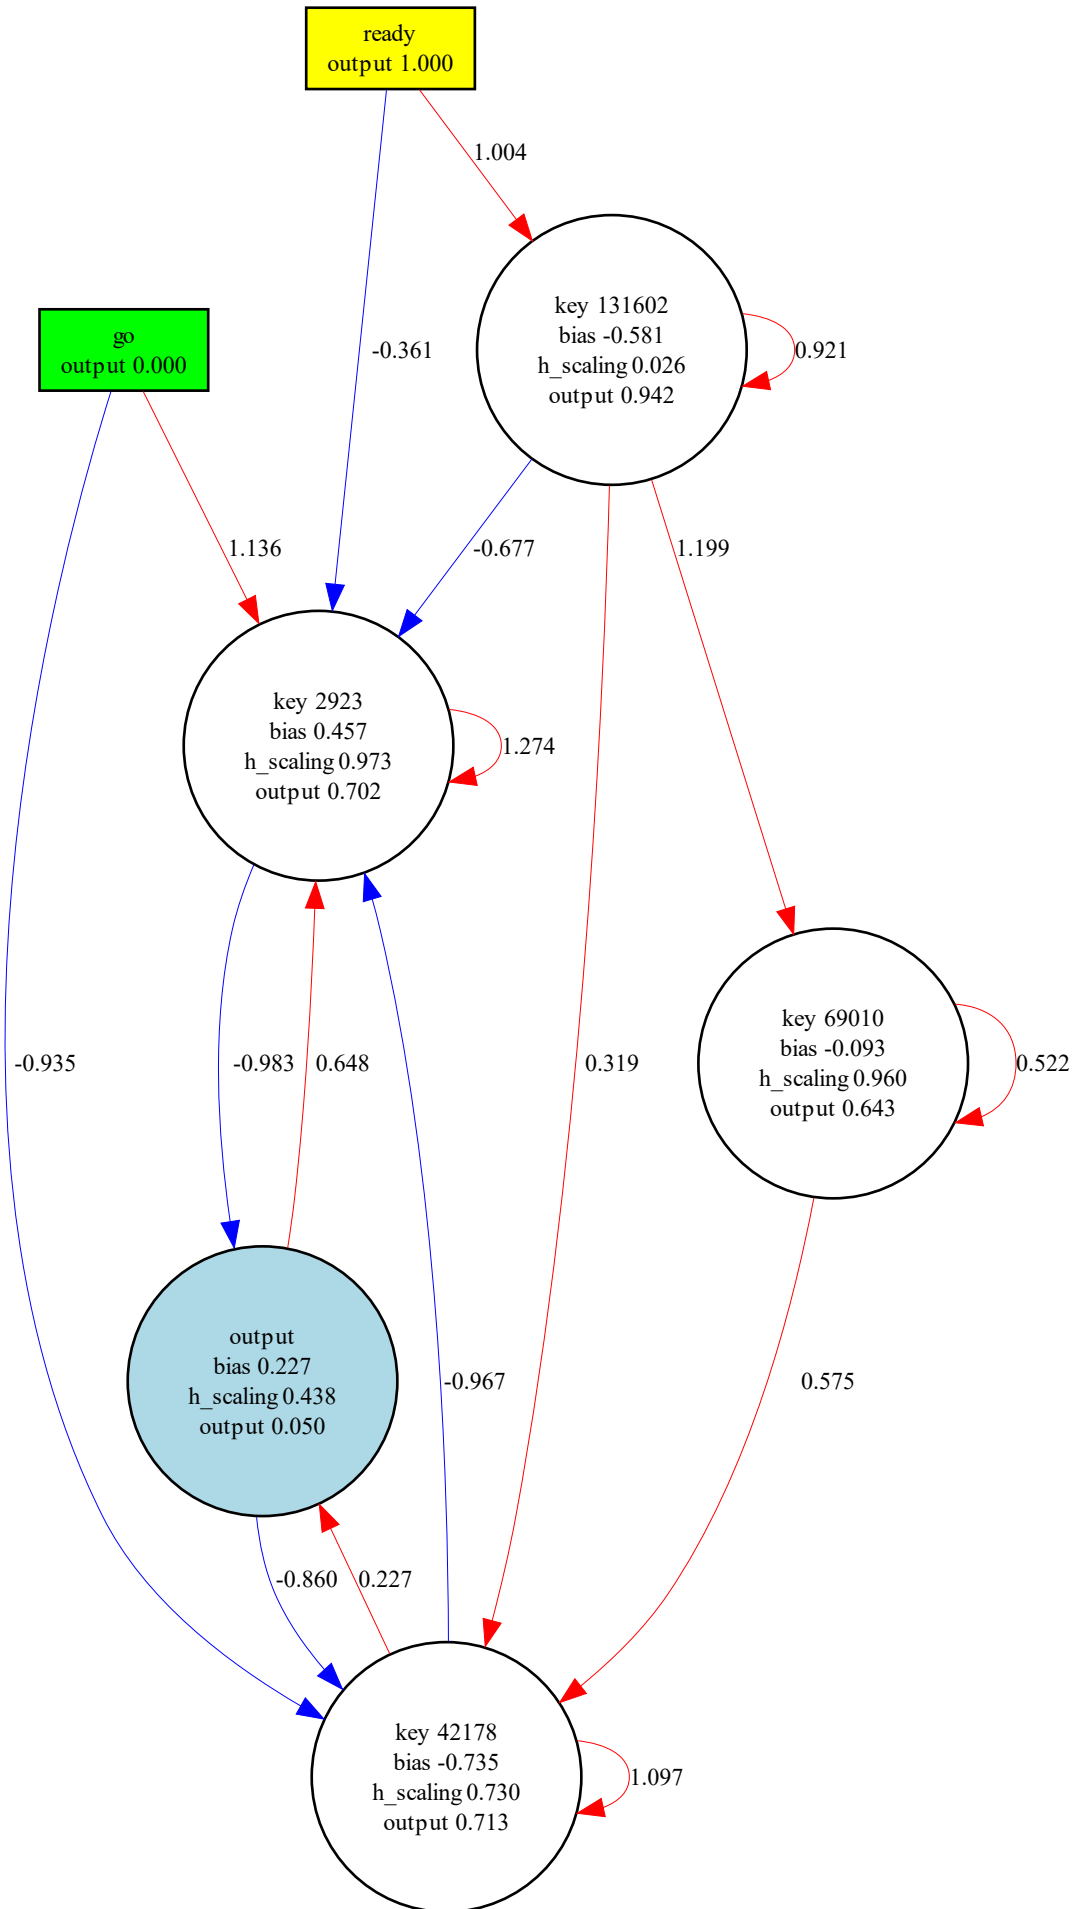 ready
output 1.000
1.004
key 131602
bias -0.581
h_scaling 0.026
output 0.942
0.921
go
output 0.000
-0.361
1.136
-0.677
1.199
key 2923
bias 0.457
h_scaling 0.973
output 0.702
1.274
key 69010
bias -0.093
h_scaling 0.960
output 0.643
0.522
-0.935
-0.983
0.648
0.319
output
bias 0.227
h_scaling 0.438
output 0.050
-0.967
0.575
-0.860
0.227
key 42178
bias -0.735
h_scaling 0.730
output 0.713
1.097